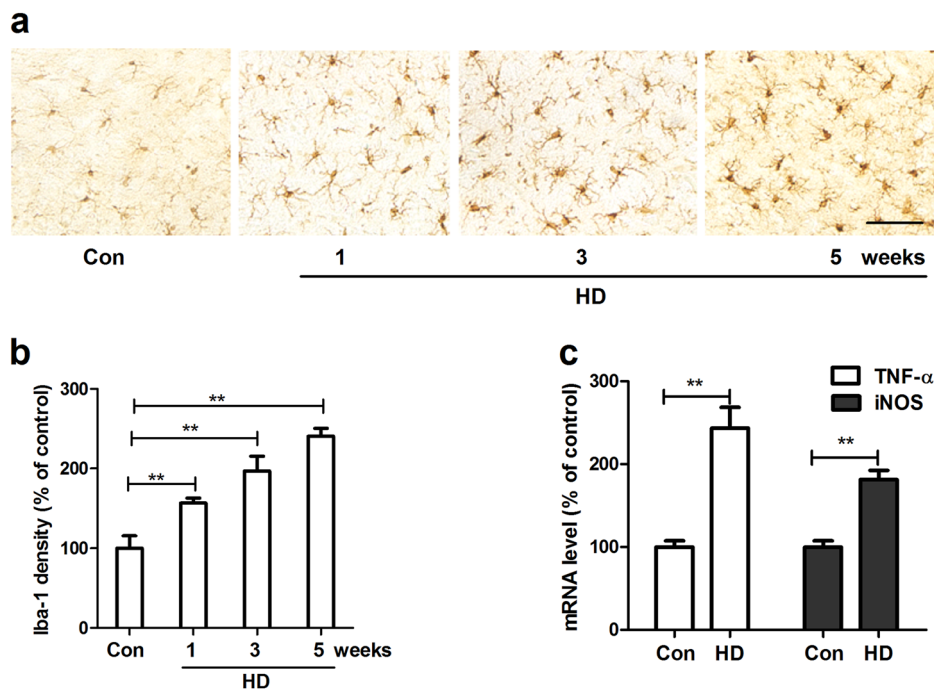 a
Con
1
3
5 weeks
HD
b
Iba-1 density (% of control)
300
200
100
0
**
**
**
Con
1
3
5 weeks
HD
c
mRNA level (% of control)
300
200
100
0
**
**
TNF-α
iNOS
Con
HD
Con
HD